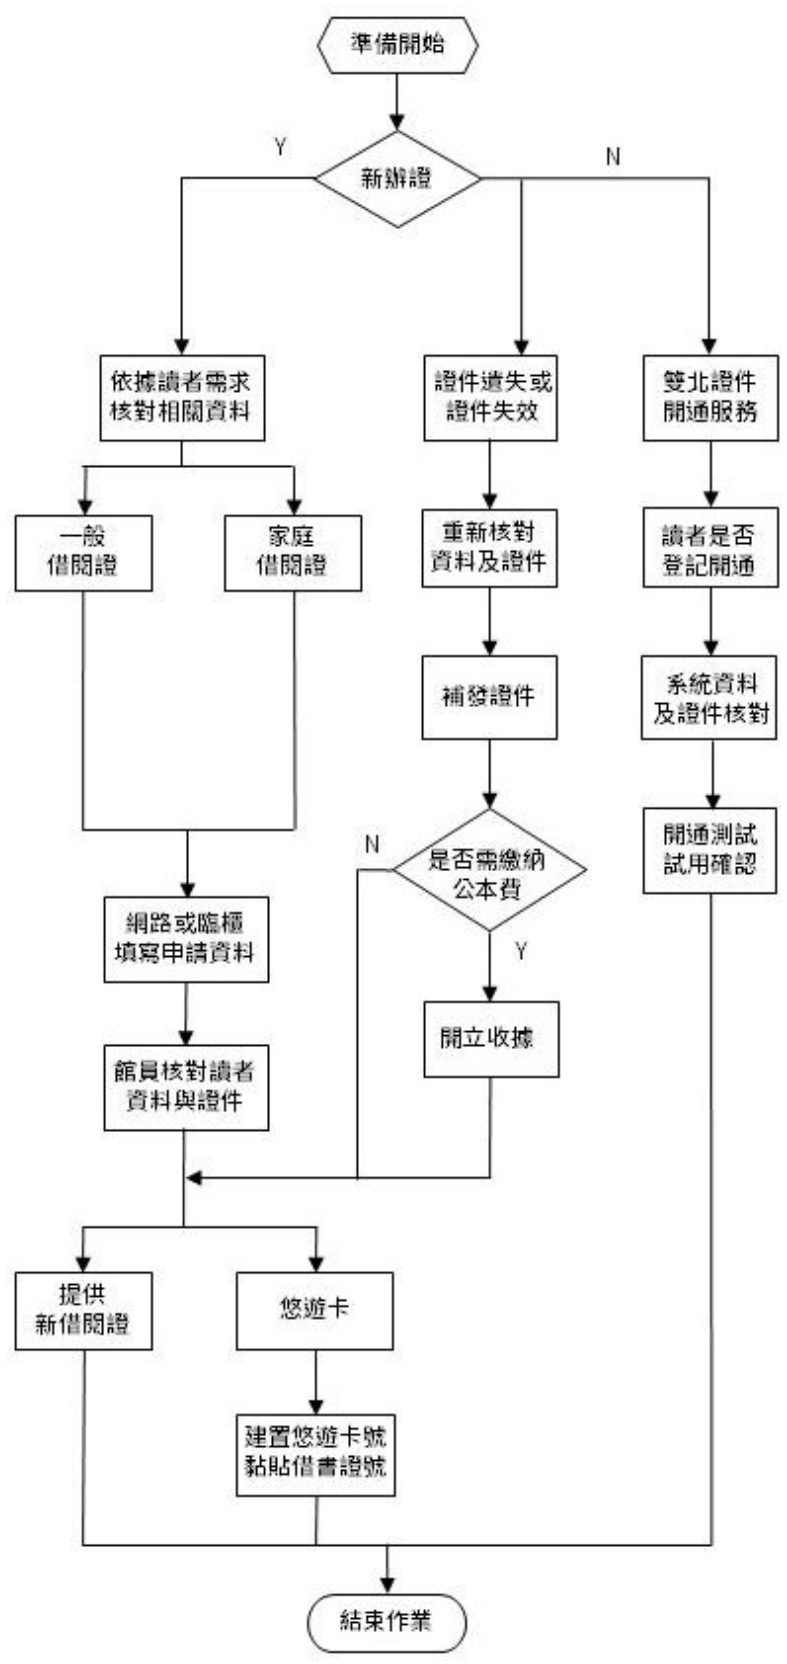 準備開始
Y
N
新辦證
依據讀者需求
核對相關資料
證件遺失或
證件失效
雙北證件
開通服務
一般
借閱證
家庭
借閱證
重新核對
資料及證件
讀者是否
登記開通
補發證件
系統資料
及證件核對
N
是否需繳納
公本費
Y
開通測試
試用確認
網路或臨櫃
填寫申請資料
開立收據
館員核對讀者
資料與證件
提供
新借閱證
悠遊卡
建置悠遊卡號
黏貼借書證號
結束作業